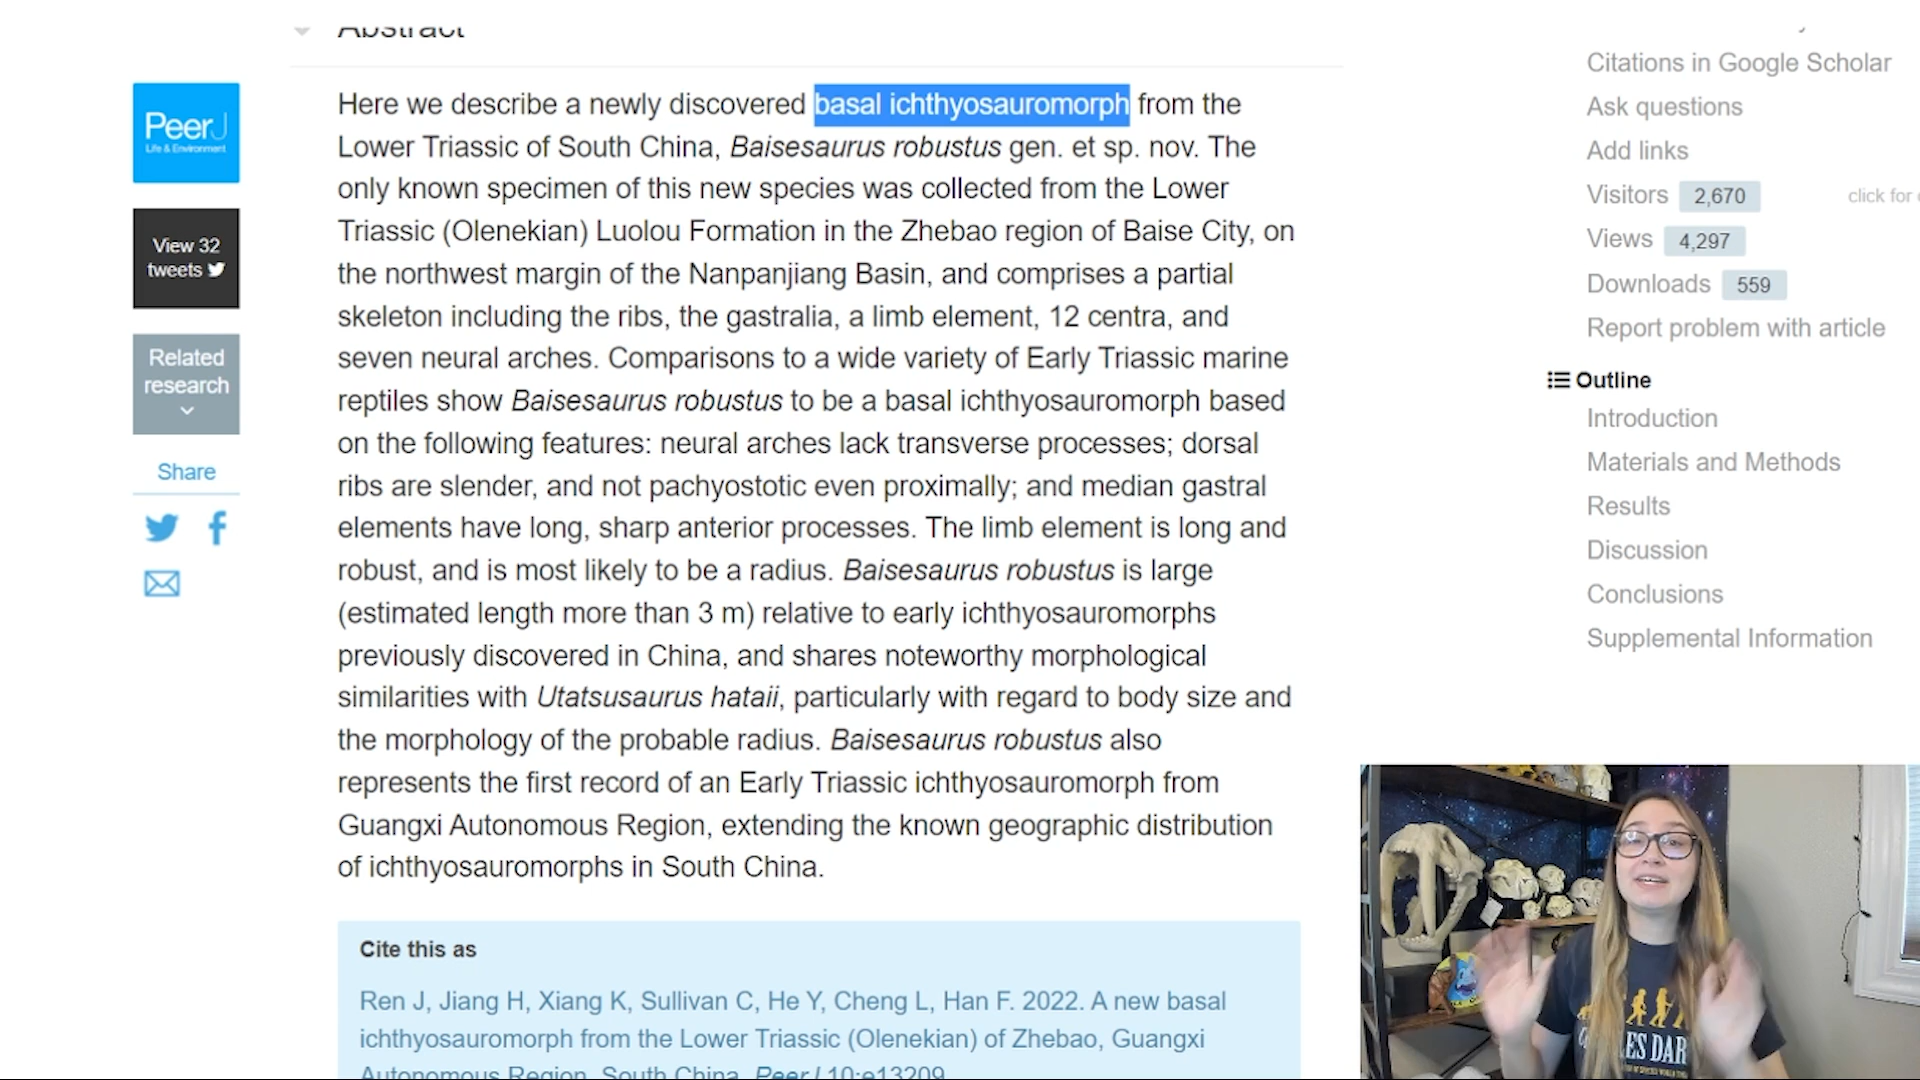 Abstract
PeerJ
Life & Environment
View 32
tweets
Related
research
Share
Here we describe a newly discovered basal ichthyosauromorph from the
Lower Triassic of South China, Baisesaurus robustus gen. et sp. nov. The
only known specimen of this new species was collected from the Lower
Triassic (Olenekian) Luolou Formation in the Zhebao region of Baise City, on
the northwest margin of the Nanpanjiang Basin, and comprises a partial
skeleton including the ribs, the gastralia, a limb element, 12 centra, and
seven neural arches. Comparisons to a wide variety of Early Triassic marine
reptiles show Baisesaurus robustus to be a basal ichthyosauromorph based
on the following features: neural arches lack transverse processes; dorsal
ribs are slender, and not pachyostotic even proximally; and median gastral
elements have long, sharp anterior processes. The limb element is long and
robust, and is most likely to be a radius. Baisesaurus robustus is large
(estimated length more than 3 m) relative to early ichthyosauromorphs
previously discovered in China, and shares noteworthy morphological
similarities with Utatsusaurus hataii, particularly with regard to body size and
the morphology of the probable radius. Baisesaurus robustus also
represents the first record of an Early Triassic ichthyosauromorph from
Guangxi Autonomous Region, extending the known geographic distribution
of ichthyosauromorphs in South China.
Cite this as
Ren J, Jiang H, Xiang K, Sullivan C, He Y, Cheng L, Han F. 2022. A new basal
ichthyosauromorph from the Lower Triassic (Olenekian) of Zhebao, Guangxi
Autonomous Region, South China. PeerJ 10:e13209
Citations in Google Scholar
Ask questions
Add links
Visitors 2,670 click for
Views 4,297
Downloads 559
Report problem with article
Outline
Introduction
Materials and Methods
Results
Discussion
Conclusions
Supplemental Information
ES DAR